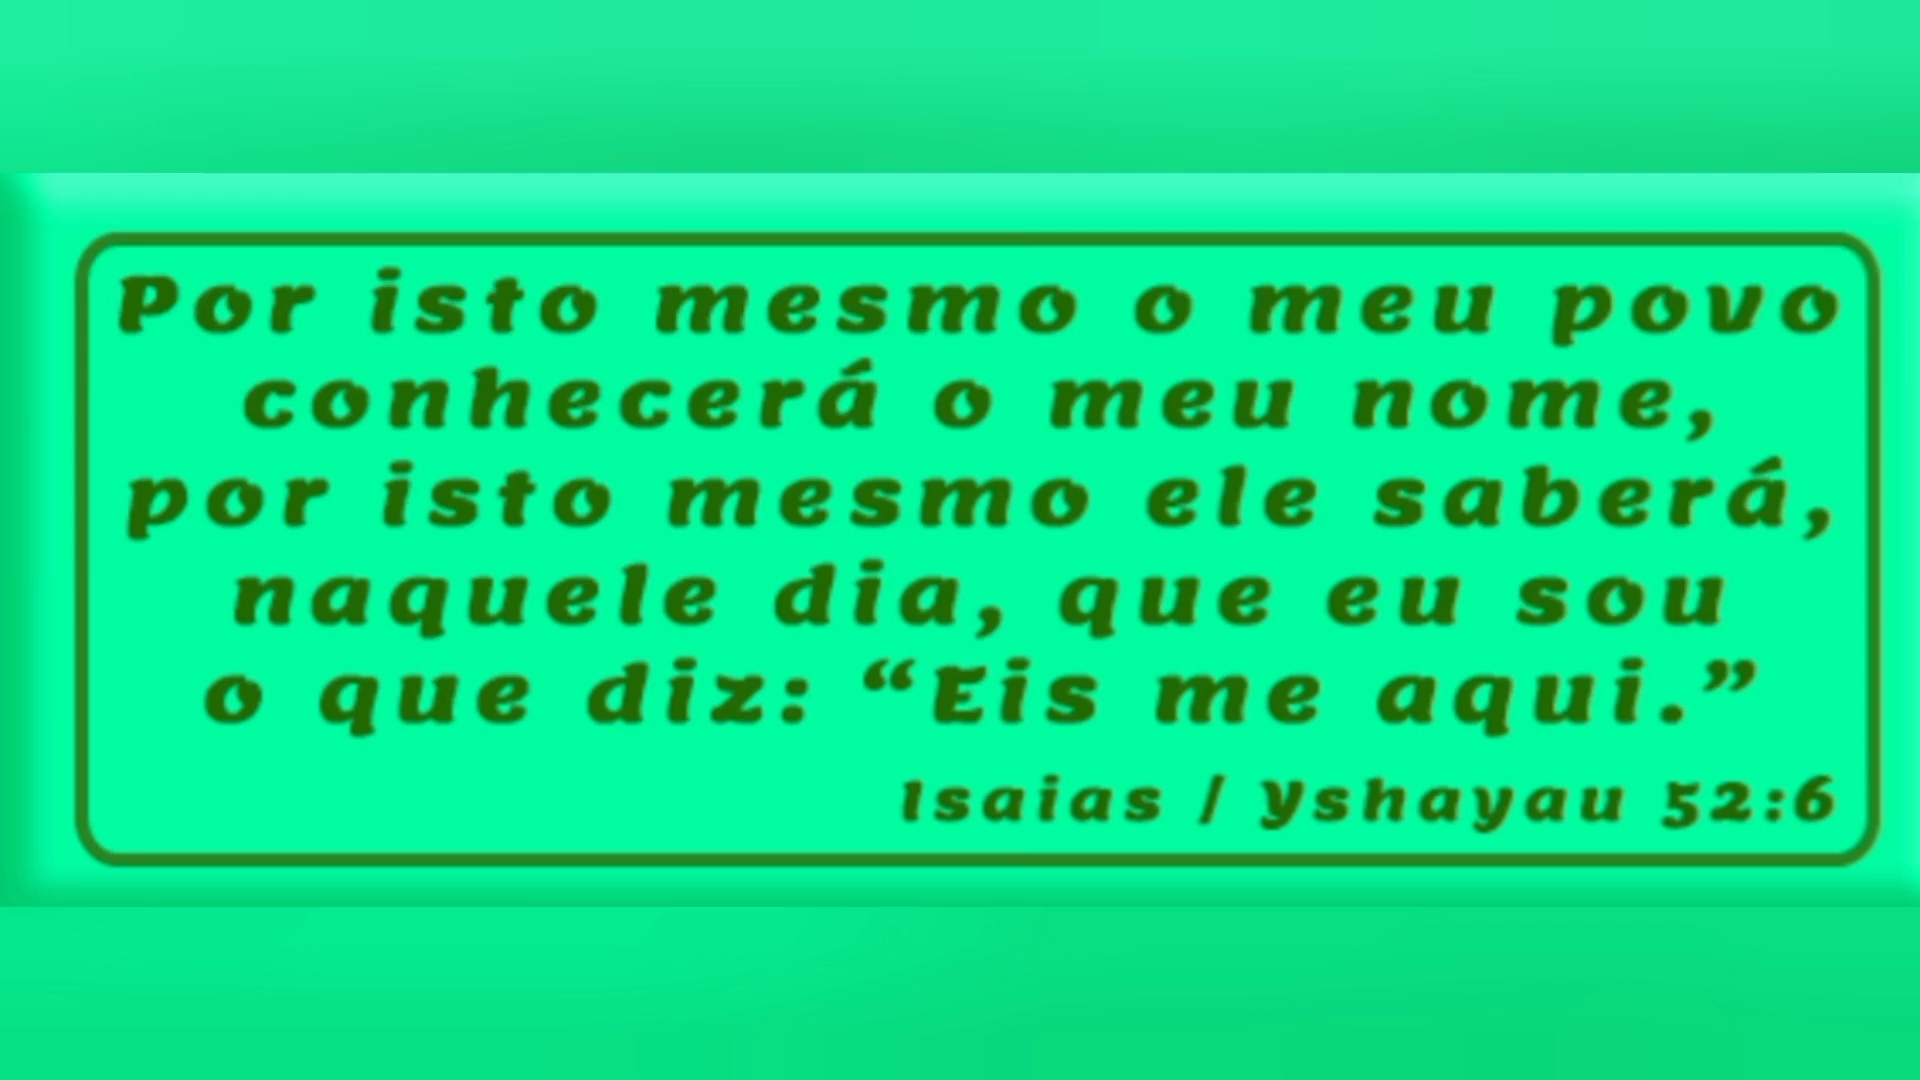 Por isto mesmo o meu povo
conhecerá o meu nome,
por isto mesmo ele saberá,
naquele dia, que eu sou
o que diz: “Eis me aqui.”
Isaias / Yshayau 52:6